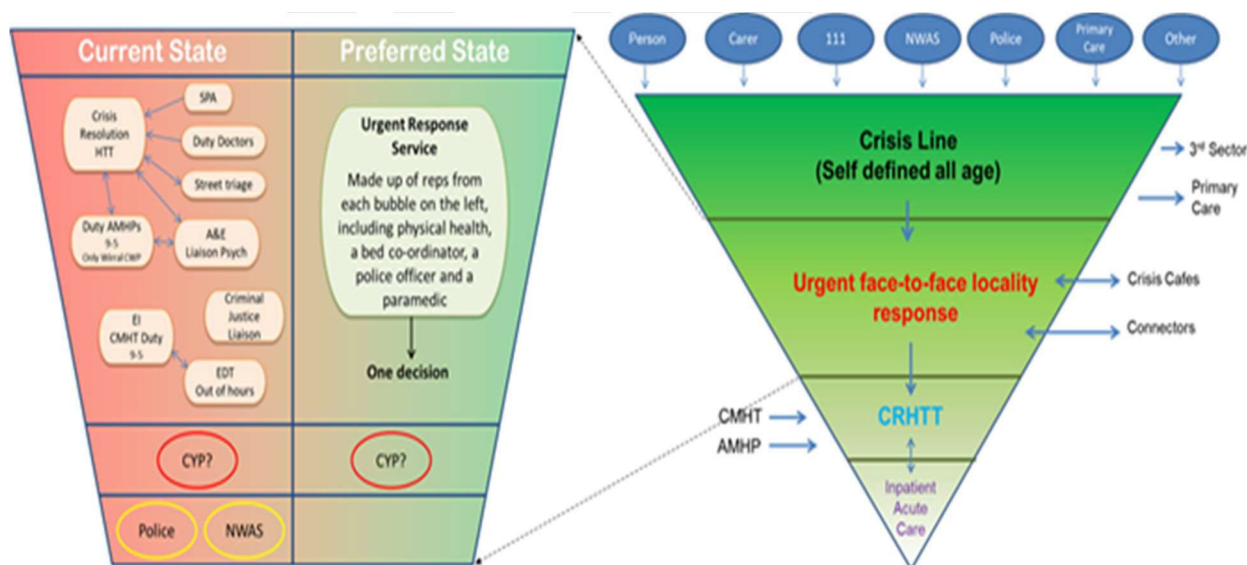 Current State
Preferred State
SPA
Crisis
Resolution
HTT
Duty Doctors
Street triage
Duty AMHPs
9-5
Only Wirral CWP
A&E
Liaison Psych
Criminal
Justice
Liaison
EI
CMHT Duty
9-5
EDT
Out of hours
Urgent Response
Service
Made up of reps from
each bubble on the left,
including physical health,
a bed co-ordinator, a
police officer and a
paramedic
One decision
CYP?
CYP?
Police
NWAS
Person
Carer
111
NWAS
Police
Primary
Care
Other
Crisis Line
(Self defined all age)
3rd Sector
Primary
Care
Urgent face-to-face locality
response
Crisis Cafes
Connectors
CMHT
AMHP
CRHTT
Inpatient
Acute
Care